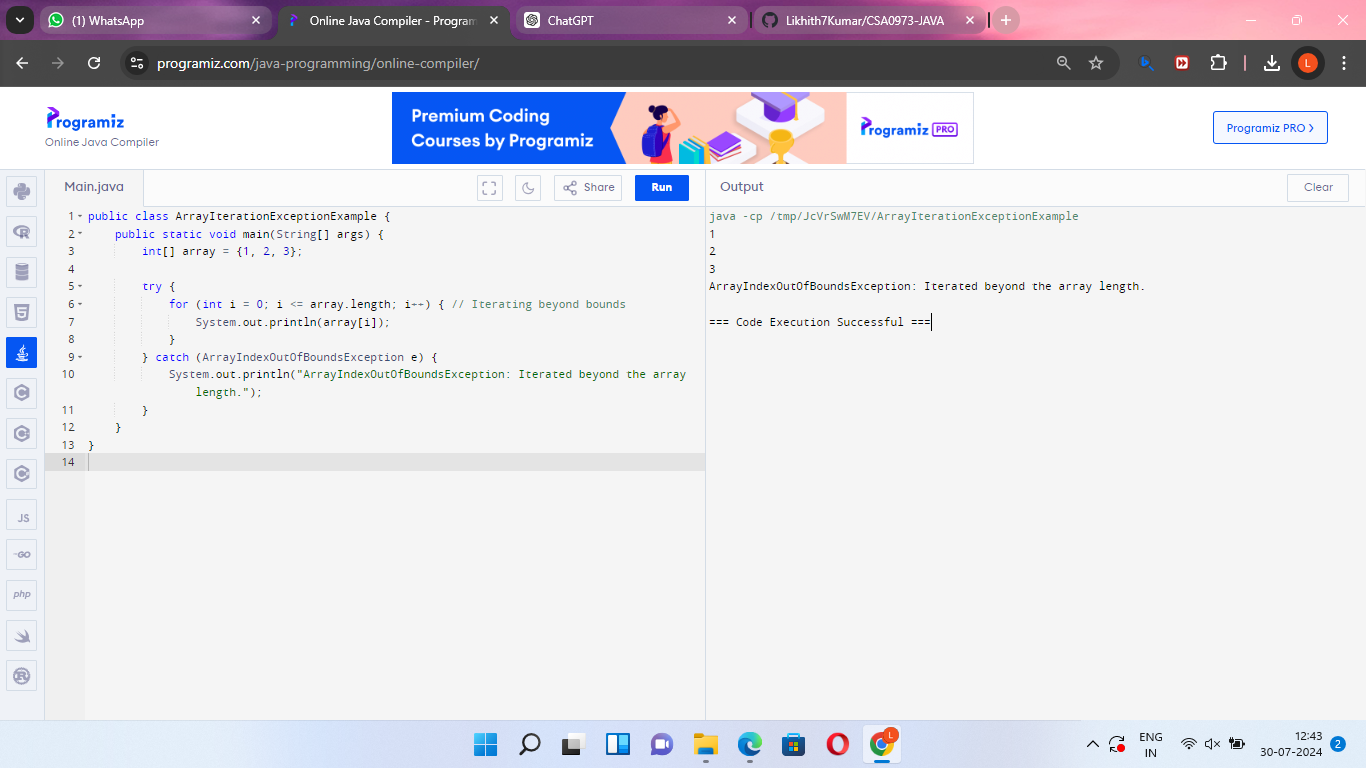 (1) WhatsApp
Online Java Compiler - Program
ChatGPT
Likhith7Kumar/CSA0973-JAVA
programiz.com/java-programming/online-compiler/
L
Programiz
Online Java Compiler
Premium Coding
Courses by Programiz
Programiz PRO
Programiz PRO
Main.java
Share
Run
Output
Clear
1 public class ArrayIterationExceptionExample {
2 public static void main(String[] args) {
3 int[] array = {1, 2, 3};
4
5 try {
6 for (int i = 0; i <= array.length; i++) { // Iterating beyond bounds
7 System.out.println(array[i]);
8 }
9 } catch (ArrayIndexOutOfBoundsException e) {
10 System.out.println("ArrayIndexOutOfBoundsException: Iterated beyond the array
length.");
11 }
12 }
13 }
14
java -cp /tmp/JcVrSwM7EV/ArrayIterationExceptionExample
1
2
3
ArrayIndexOutOfBoundsException: Iterated beyond the array length.
=== Code Execution Successful ===
JS
GO
php
L
ENG
IN
12:43
30-07-2024
2